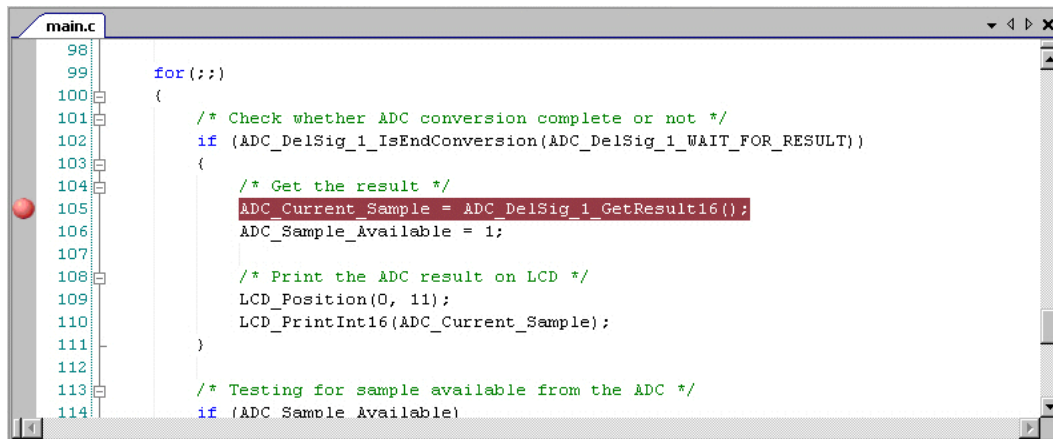 main.c
98
99 for(;;)
100 {
101 /* Check whether ADC conversion complete or not */
102 if (ADC_DelSig_1_IsEndConversion(ADC_DelSig_1_WAIT_FOR_RESULT))
103 {
104 /* Get the result */
105 ADC_Current_Sample = ADC_DelSig_1_GetResult16();
106 ADC_Sample_Available = 1;
107
108 /* Print the ADC result on LCD */
109 LCD_Position(0, 11);
110 LCD_PrintInt16(ADC_Current_Sample);
111 }
112
113 /* Testing for sample available from the ADC */
114 if (ADC_Sample_Available)